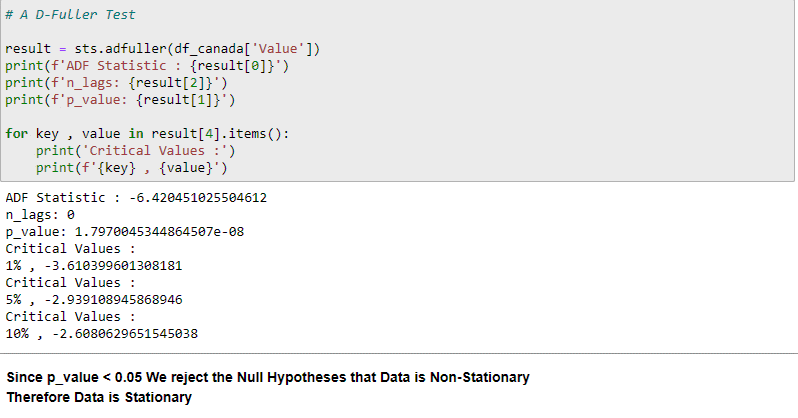 # A D-Fuller Test
result = sts.adfuller(df_canada['Value'])
print(f'ADF Statistic : {result[0]}')
print(f'n_lags: {result[2]}')
print(f'p_value: {result[1]}')
for key , value in result[4].items():
    print('Critical Values :')
    print(f'{key} , {value}')
ADF Statistic : -6.420451025504612
n_lags: 0
p_value: 1.7970045344864507e-08
Critical Values :
1% , -3.610399601308181
Critical Values :
5% , -2.939108945868946
Critical Values :
10% , -2.6080629651545038
Since p_value < 0.05 We reject the Null Hypotheses that Data is Non-Stationary
Therefore Data is Stationary